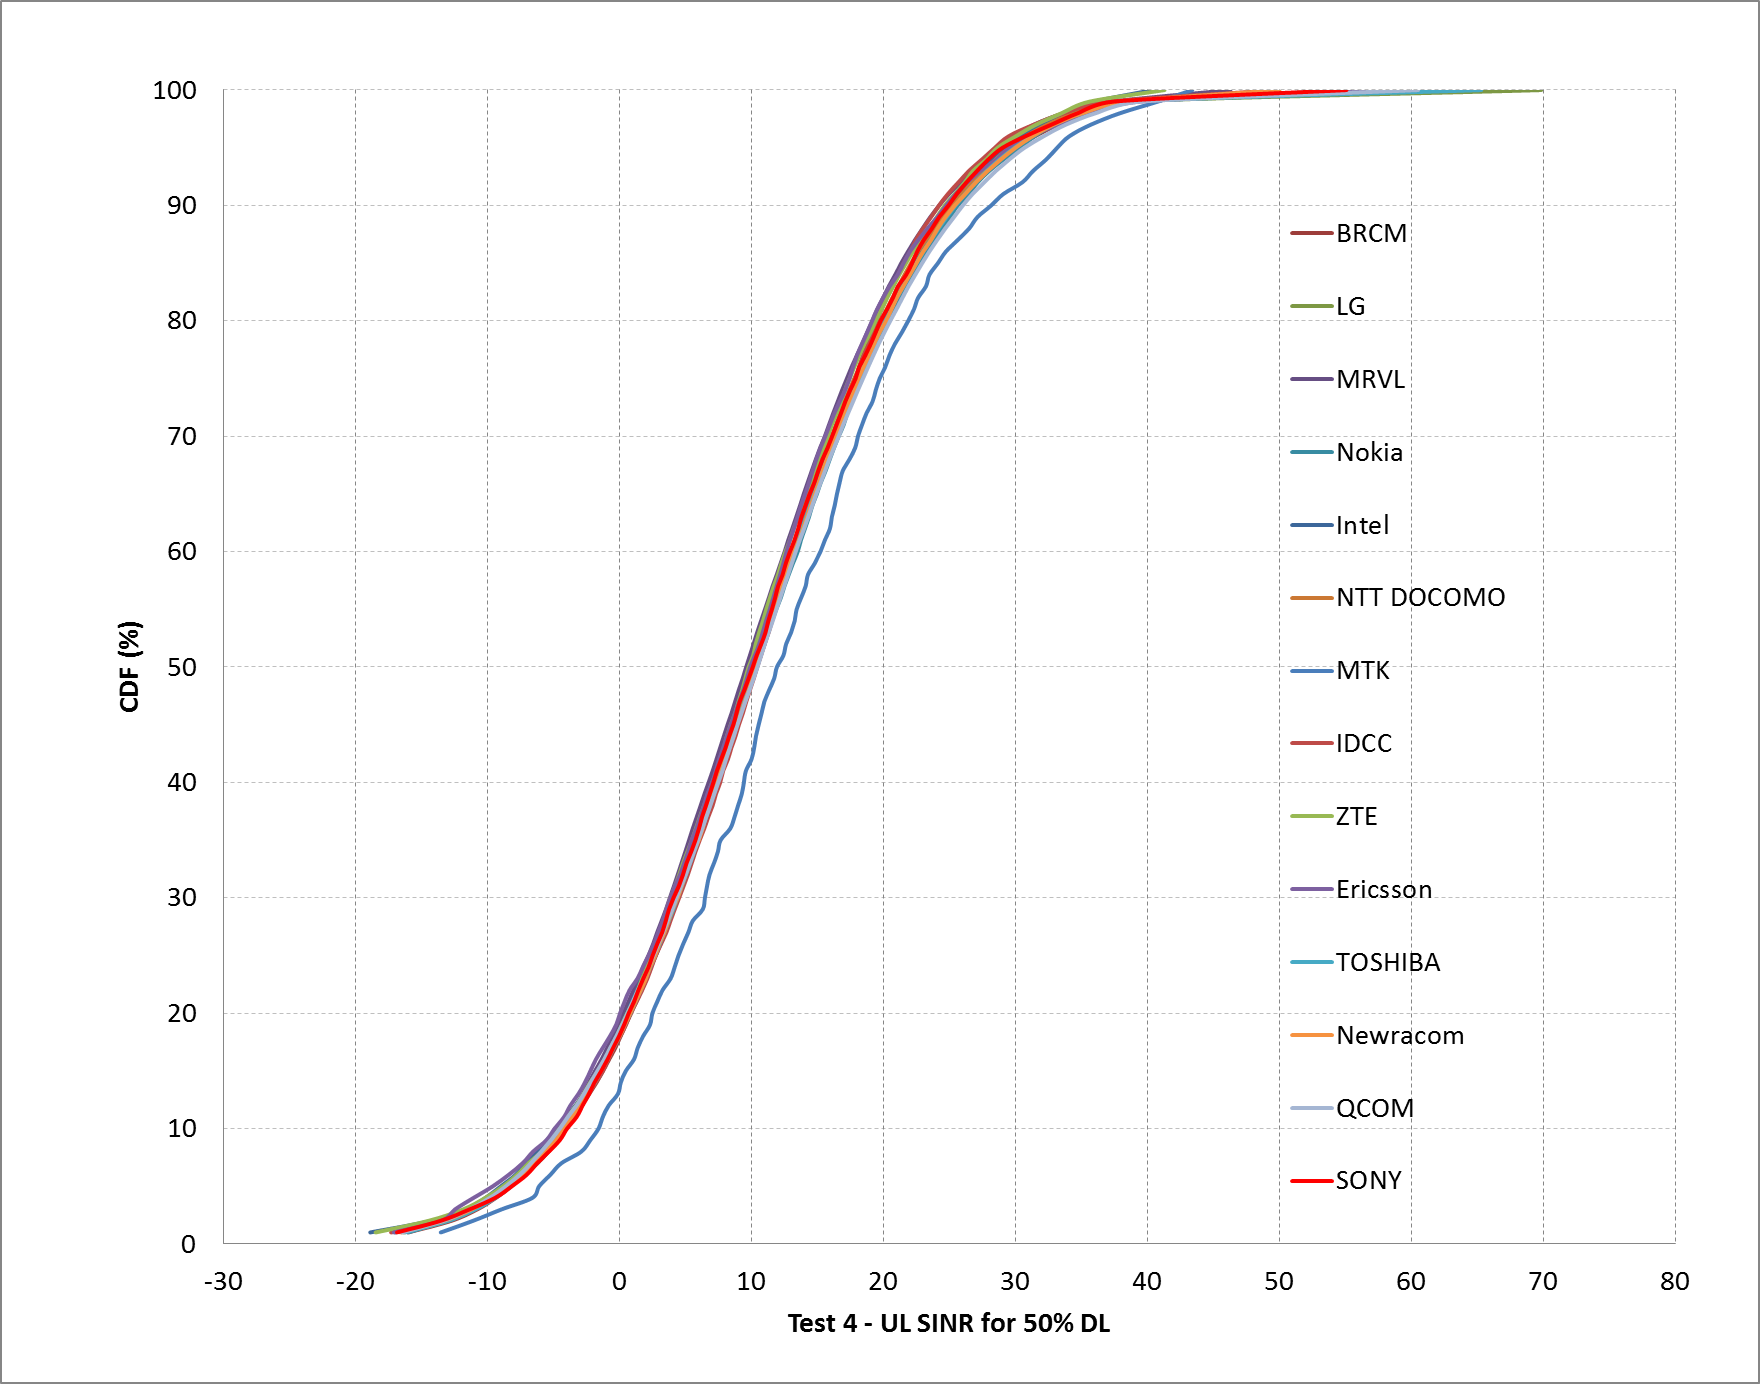 100
90
80
70
60
50
40
30
20
10
0
CDF (%)
-30 -20 -10 0 10 20 30 40 50 60 70 80
Test 4 - UL SINR for 50% DL
BRCM
LG
MRVL
Nokia
Intel
NTT DOCOMO
MTK
IDCC
ZTE
Ericsson
TOSHIBA
Newracom
QCOM
SONY